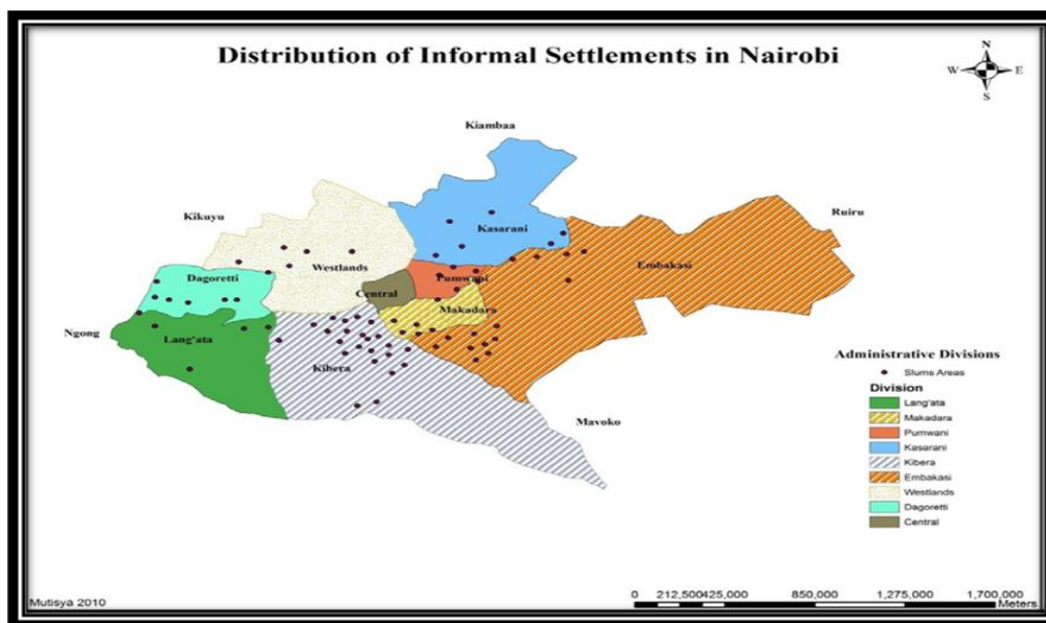 Distribution of Informal Settlements in Nairobi
N
W E
S
Kiambaa
Kikuyu
Ruiru
Kasarani
Westlands
Embakasi
Dagoretti
Pumwani
Central
Makadara
Ngong
Lang'ata
Kibera
Mavoko
Administrative Divisions
Slums Areas
Division
Lang'ata
Makadara
Pumwani
Kasarani
Kibera
Embakasi
Westlands
Dagoretti
Central
Mutisya 2010
0 212,500425,000 850,000 1,275,000 1,700,000
Meters